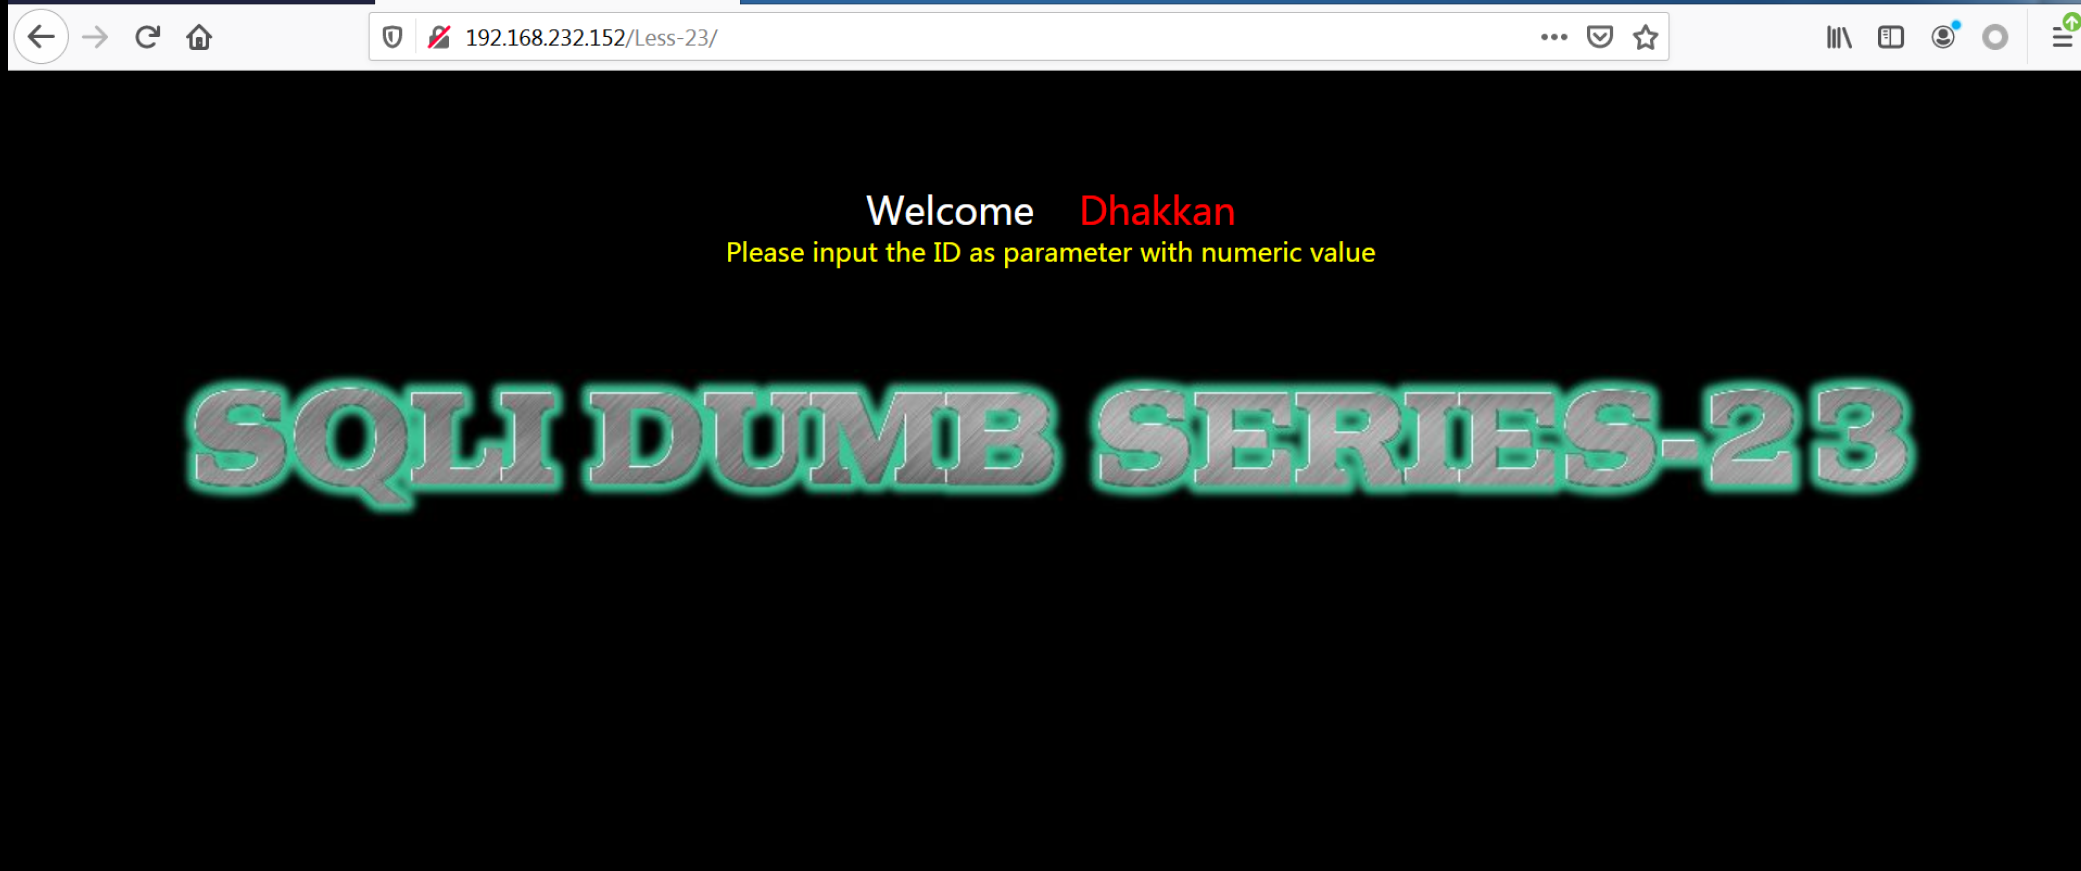 192.168.232.152/Less-23/
Welcome Dhakkan
Please input the ID as parameter with numeric value
SQLI DUMB SERIES-23